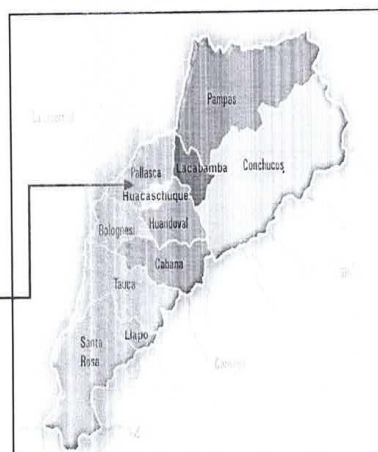 Pampas
Lacabamba
Conchucos
Pallasca
Huacaschuque
Bolognesi
Huandoval
Cabana
Tauca
Llapo
Santa
Rosa